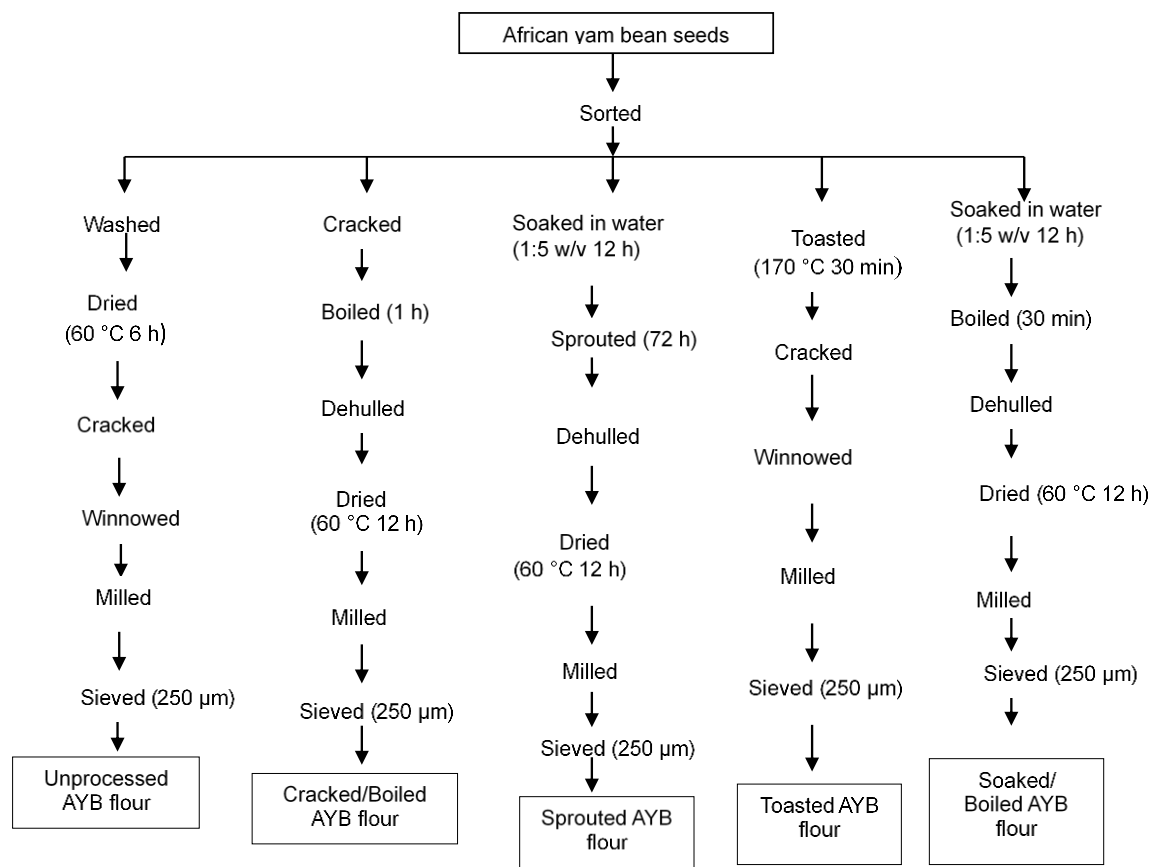 African yam bean seeds
Sorted
Washed
Dried
(60 °C 6 h)
Cracked
Winnowed
Milled
Sieved (250 µm)
Unprocessed
AYB flour
Cracked
Boiled (1 h)
Dehulled
Dried
(60 °C 12 h)
Milled
Sieved (250 µm)
Cracked/Boiled
AYB flour
Soaked in water
(1:5 w/v 12 h)
Sprouted (72 h)
Dehulled
Dried
(60 °C 12 h)
Milled
Sieved (250 µm)
Sprouted AYB
flour
Toasted
(170 °C 30 min)
Cracked
Winnowed
Milled
Sieved (250 µm)
Toasted AYB
flour
Soaked in water
(1:5 w/v 12 h)
Boiled (30 min)
Dehulled
Dried (60 °C 12 h)
Milled
Sieved (250 µm)
Soaked/
Boiled AYB
flour